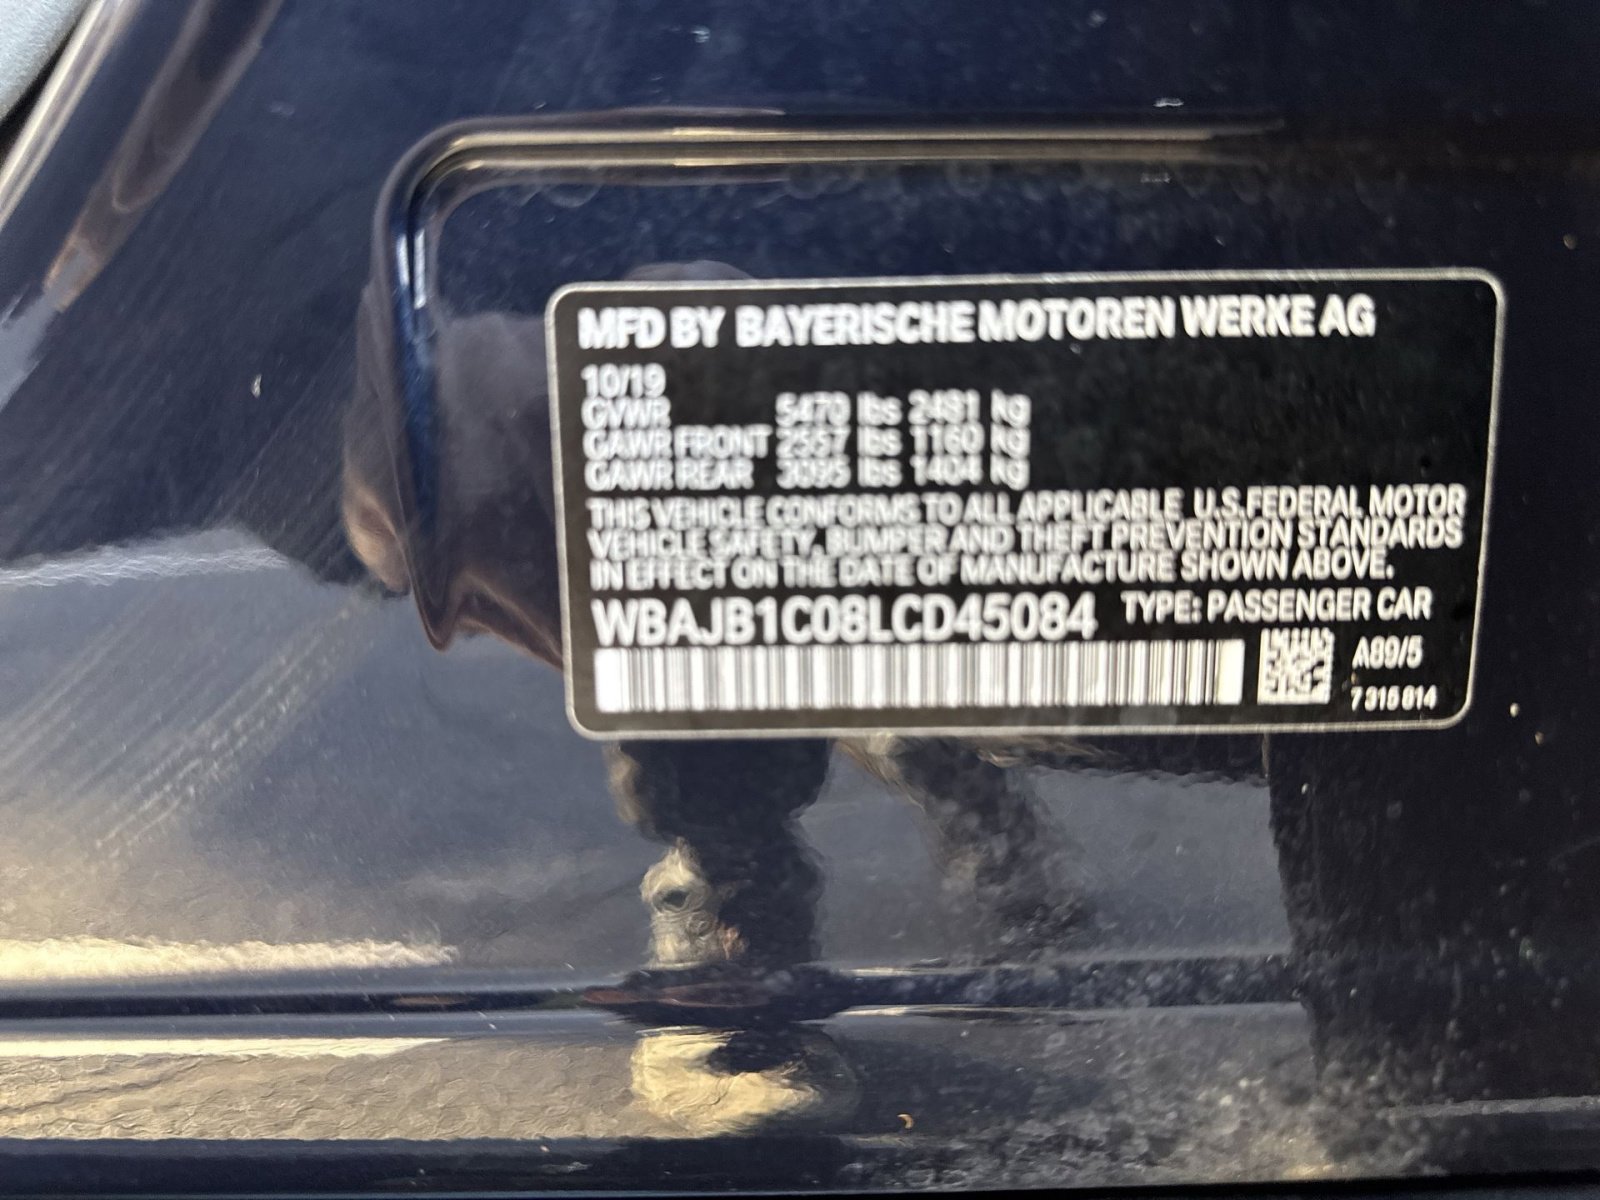 MFD BY BAYERISCHE MOTOREN WERKE AG
10/19
GVWR 5470 lbs 2481 kg
GAWR FRONT 2557 lbs 1160 kg
GAWR REAR 3095 lbs 1404 kg
THIS VEHICLE CONFORMS TO ALL APPLICABLE U.S.FEDERAL MOTOR
VEHICLE SAFETY, BUMPER AND THEFT PREVENTION STANDARDS
IN EFFECT ON THE DATE OF MANUFACTURE SHOWN ABOVE.
WBAJB1C08LCD45084 TYPE: PASSENGER CAR
A89/5
7 315 814